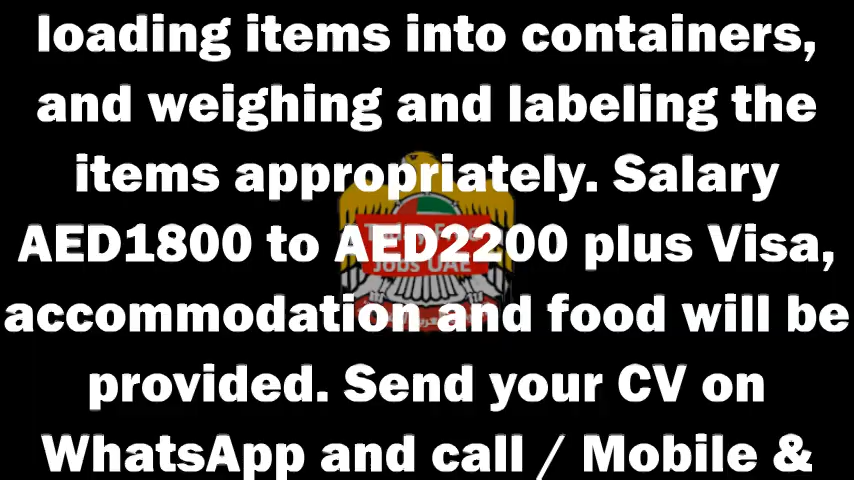 loading items into containers,
and weighing and labeling the
items appropriately. Salary
AED1800 to AED2200 plus Visa,
Jobs UAE
accommodation and food will be
provided. Send your CV on
WhatsApp and call / Mobile &